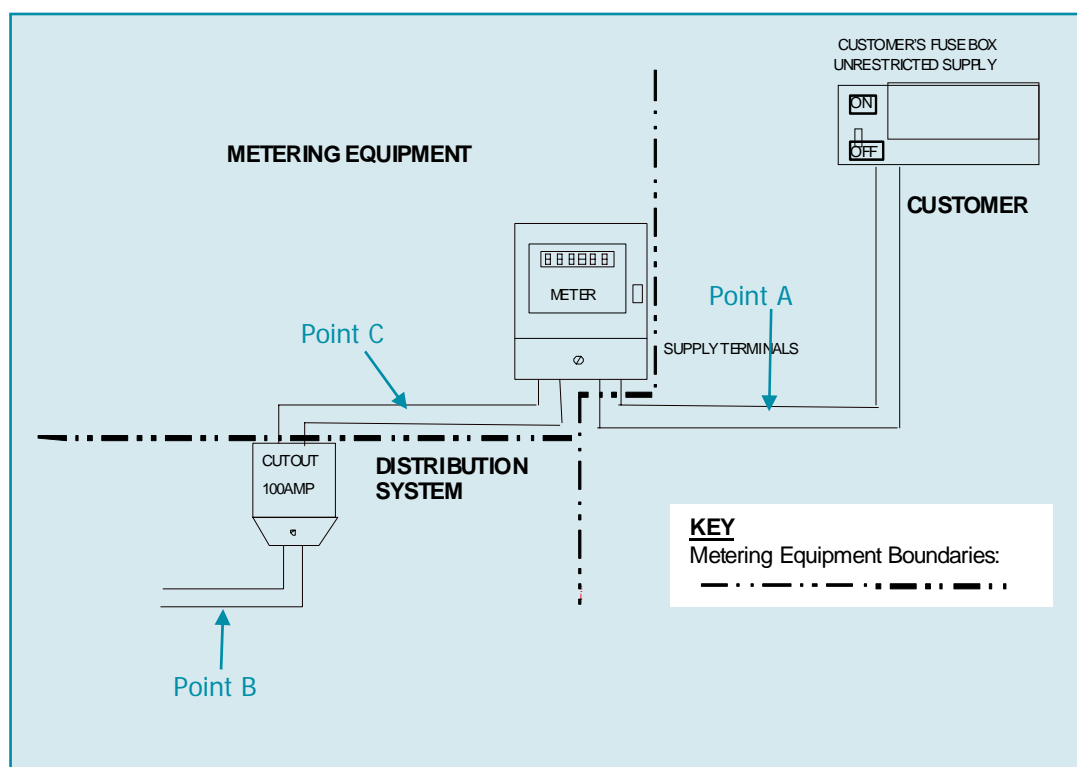 CUSTOMER'S FUSE BOX
UNRESTRICTED SUPPLY
ON
OFF
METERING EQUIPMENT
CUSTOMER
METER
Point A
Point C
SUPPLY TERMINALS
CUTOUT
100AMP
DISTRIBUTION
SYSTEM
KEY
Metering Equipment Boundaries:
Point B